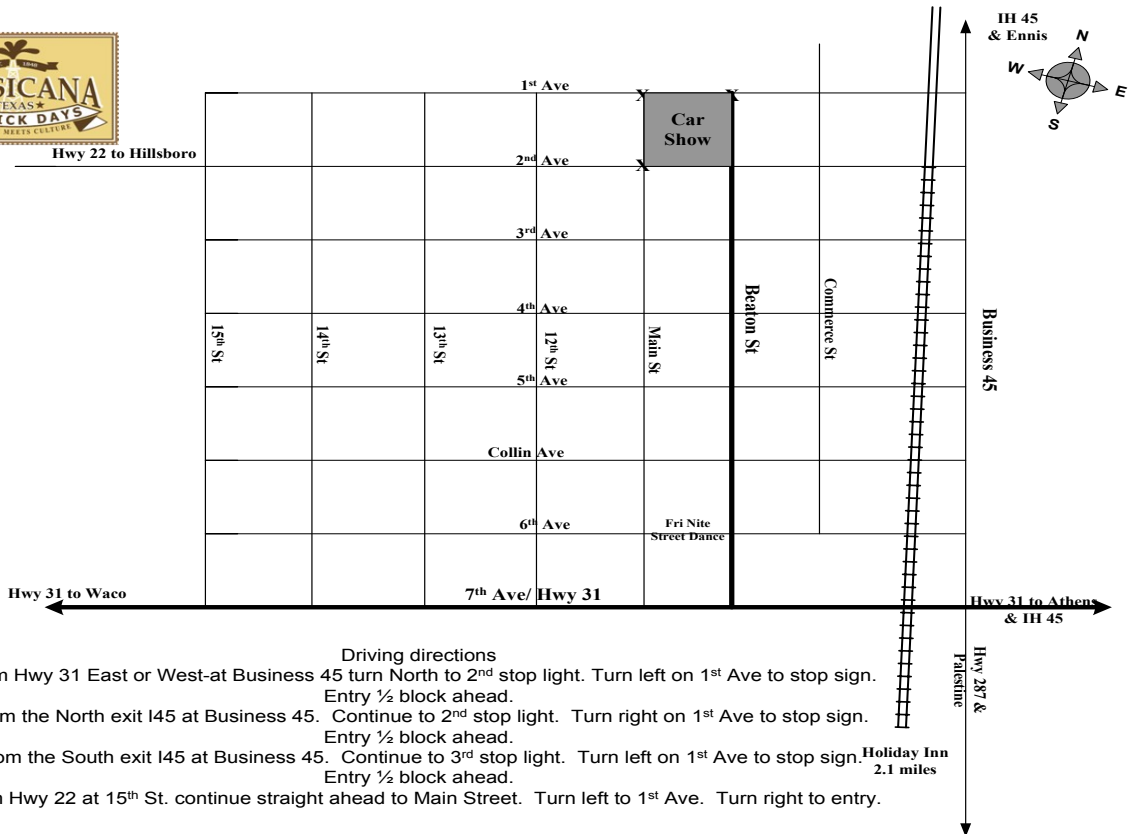 IH 45
& Ennis
N
W
E
S
1940
SICANA
TEXAS
CK DAYS
MEETS CULTURE
1st Ave
Car
Show
Hwy 22 to Hillsboro
2nd Ave
3rd Ave
4th Ave
15th St
14th St
13th St
12th St
Main St
Beaton St
Commerce St
Business 45
5th Ave
Collin Ave
6th Ave
Fri Nite
Street Dance
Hwy 31 to Waco
7th Ave/ Hwy 31
Hwy 31 to Athens
& IH 45
Hwy 287 &
Palestine
Driving directions
Hwy 31 East or West-at Business 45 turn North to 2nd stop light. Turn left on 1st Ave to stop sign.
Entry ½ block ahead.
the North exit I45 at Business 45. Continue to 2nd stop light. Turn right on 1st Ave to stop sign.
Entry ½ block ahead.
the South exit I45 at Business 45. Continue to 3rd stop light. Turn left on 1st Ave to stop sign.
Entry ½ block ahead.
Hwy 22 at 15th St. continue straight ahead to Main Street. Turn left to 1st Ave. Turn right to entry.
Holiday Inn
2.1 miles
X
X
X